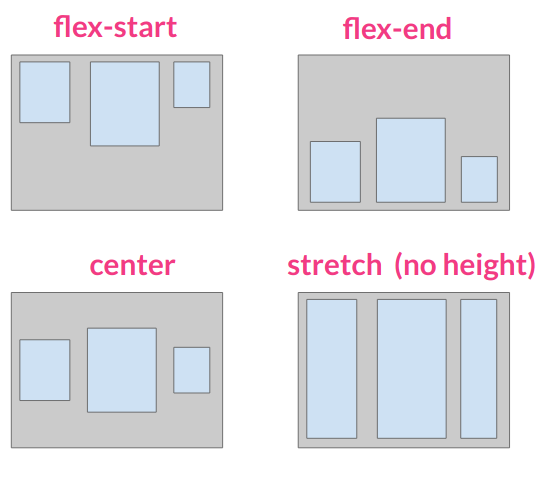 flex-start
flex-end
center
stretch (no height)